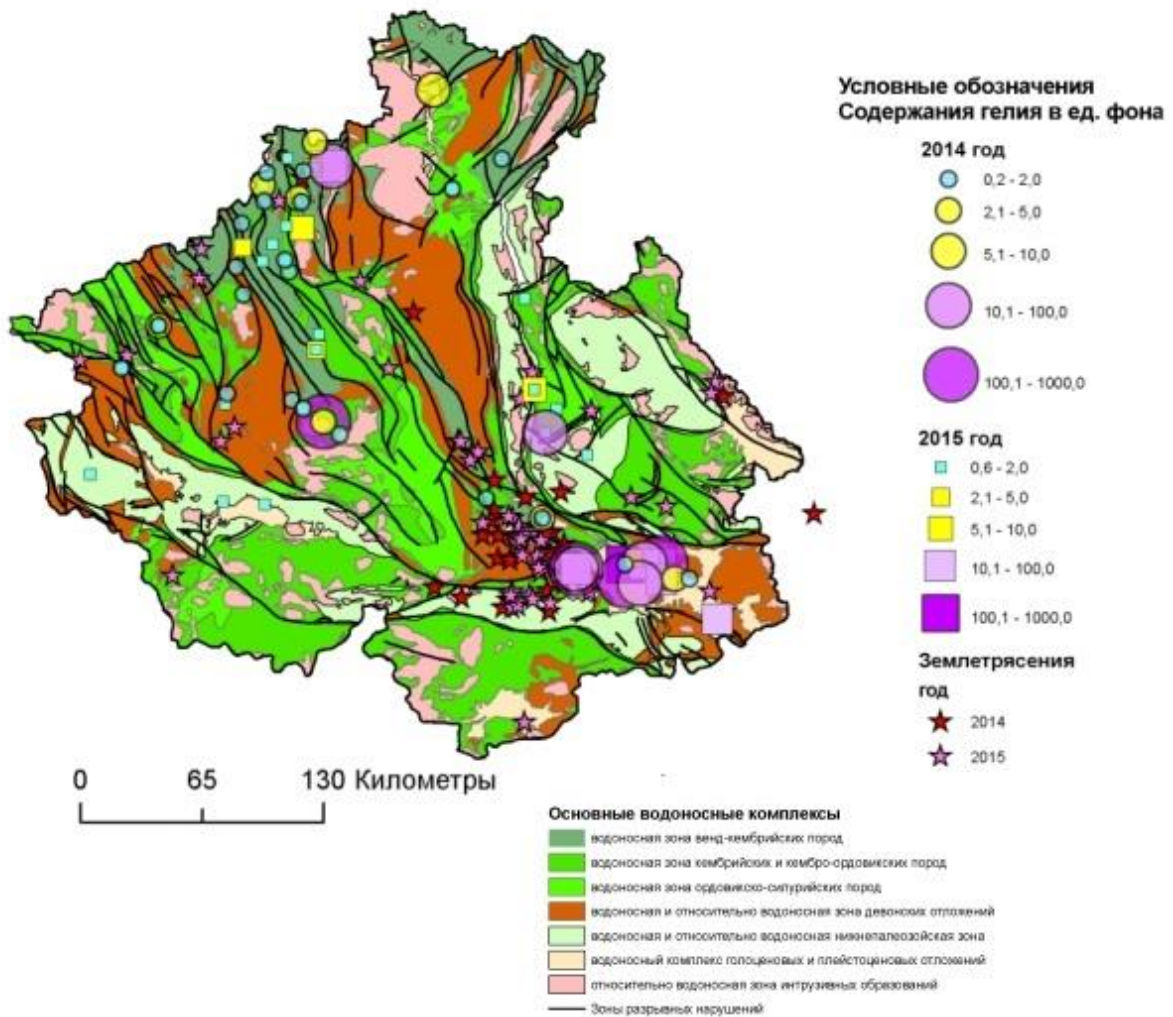 Условные обозначения
Содержания гелия в ед. фона
2014 год
0,2 - 2,0
2,1 - 5,0
5,1 - 10,0
10,1 - 100,0
100,1 - 1000,0
2015 год
0,6 - 2,0
2,1 - 5,0
5,1 - 10,0
10,1 - 100,0
100,1 - 1000,0
Землетрясения
год
2014
2015
0 65 130 Километры
Основные водоносные комплексы
водоносная зона венд-кембрийских пород
водоносная зона кембрийских и кембро-ордовикских пород
водоносная зона ордовикско-силурийских пород
водоносная и относительно водоносная зона девонских отложений
водоносная и относительно водоносная нижнепалеозойская зона
водоносный комплекс голоценовых и плейстоценовых отложений
относительно водоносная зона интрузивных образований
Зоны разрывных нарушений